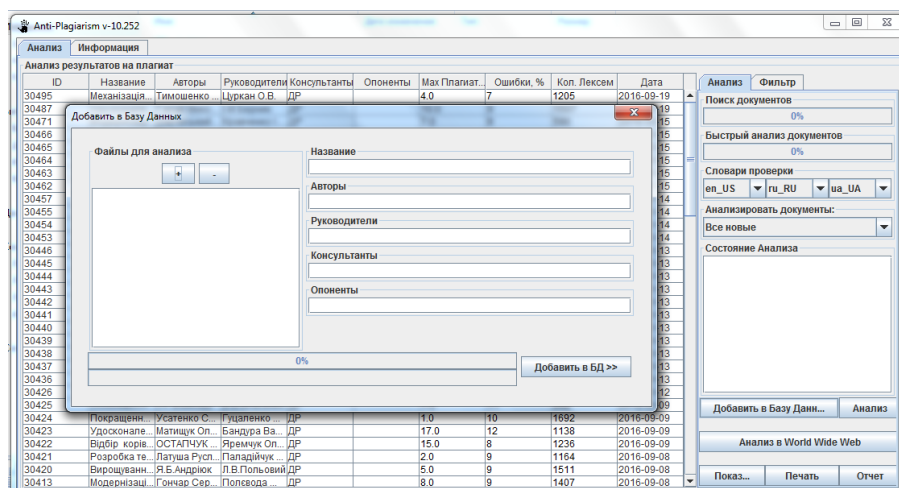 Anti-Plagiarism v-10.252
Анализ Информация
Анализ результатов на плагиат
ID Название Авторы Руководители Консультанты Опоненты Max Плагиат... Ошибки, % Кол. Лексем Дата
30495 Механізація... Тимошенко ... Цуркан О.В. ДР 4.0 7 1205 2016-09-19
30487
30471
30466
30465
30464
30463
30462
30457
30455
30454
30453
30446
30445
30444
30443
30442
30441
30440
30439
30438
30437
30436
30426
30425
30424 Покращенн... Усатенко С... Гуцаленко ... ДР 1.0 10 1692 2016-09-09
30423 Удосконале... Матищук Ол... Бандура Ва... ДР 17.0 12 1138 2016-09-09
30422 Відбір корів... ОСТАПЧУК ... Яремчук Ол... ДР 15.0 8 1236 2016-09-09
30421 Розробка те... Латуша Русл... Паладійчук ... ДР 2.0 9 1164 2016-09-08
30420 Вирощуванн... Я.Б.Андріюк Л.В.Польовий ДР 5.0 9 1511 2016-09-08
30413 Модернізаці... Гончар Сер... Полєвода ... ДР 8.0 9 1407 2016-09-08
Добавить в Базу Данных
Файлы для анализа
+ -
Название
Авторы
Руководители
Консультанты
Опоненты
0%
Добавить в БД >>
Анализ Фильтр
Поиск документов
0%
Быстрый анализ документов
0%
Словари проверки
en_US ru_RU ua_UA
Анализировать документы:
Все новые
Состояние Анализа
Добавить в Базу Данн... Анализ
Анализ в World Wide Web
Показ... Печать Отчет